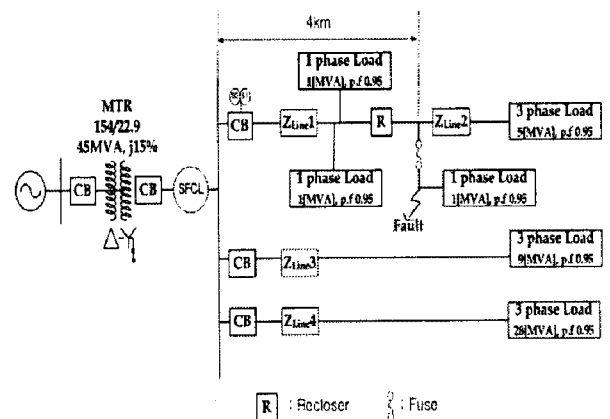 4km
1 phase Load
1[MVA], p.f 0.95
MTR
154/22.9
45MVA, j15%
CB
ZLine1
R
ZLine2
3 phase Load
5[MVA], p.f 0.95
CB
CB
SFCL
1 phase Load
1[MVA], p.f 0.95
1 phase Load
1[MVA], p.f 0.95
Fault
CB
ZLine3
3 phase Load
9[MVA], p.f 0.95
CB
ZLine4
3 phase Load
28[MVA], p.f 0.95
R : Recloser
: Fuse